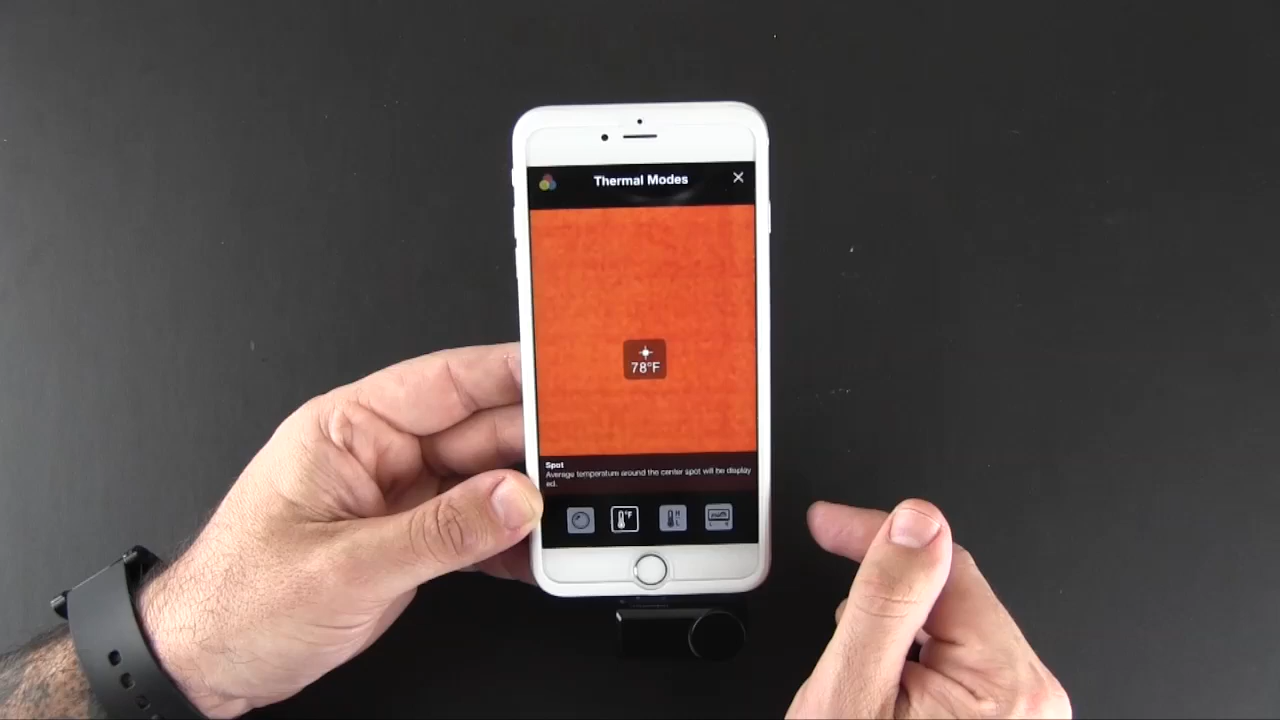 Thermal Modes
78°F
Spot
Average temperature around the center spot will be display
ed.
°F
H
L